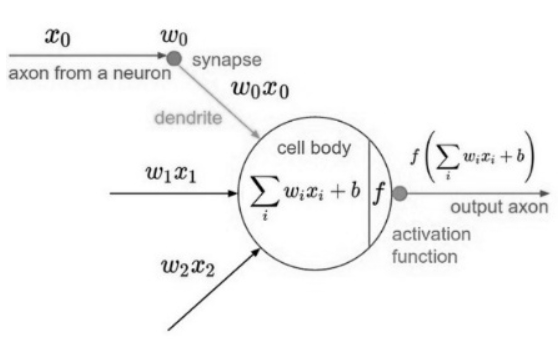 x₀ w₀
axon from a neuron
synapse
w₀x₀
dendrite
cell body
f(∑ᵢ wᵢxᵢ + b)
w₁x₁
∑ᵢ wᵢxᵢ + b f
output axon
activation
function
w₂x₂